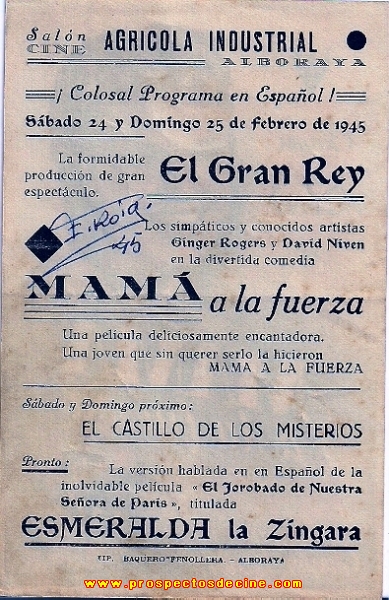 Salón
CINE AGRICOLA INDUSTRIAL
ALBORAYA
¡ Colosal Programa en Español !
Sábado 24 y Domingo 25 de febrero de 1945
La formidable
producción de gran
espectáculo.
El Gran Rey
E. Roig.
45
Los simpáticos y conocidos artistas
Ginger Rogers y David Niven
en la divertida comedia
MAMÁ a la fuerza
Una pelicula deliciosamente encantadora.
Una joven que sin querer serlo la hicieron
MAMA A LA FUERZA
Sábado y Domingo próximo:
EL CASTILLO DE LOS MISTERIOS
Pronto:
La versión hablada en en Español de la
inolvidable película «El Jorobado de Nuestra
Señora de París», titulada
ESMERALDA la Zíngara
TIP. BAQUERO FENOLLERA. - ALBORAYA
www.prospectosdecine.com